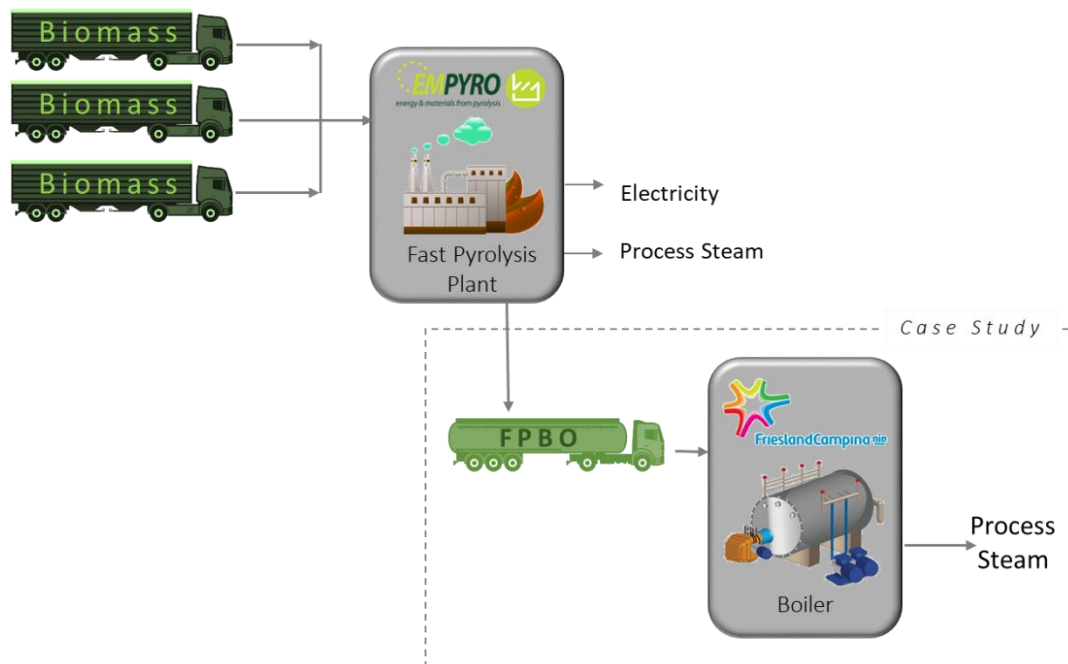 Biomass
Biomass
Biomass
EMPYRO
energy & materials from pyrolysis
Fast Pyrolysis
Plant
Electricity
Process Steam
Case Study
FPBO
FrieslandCampina
Boiler
Process
Steam